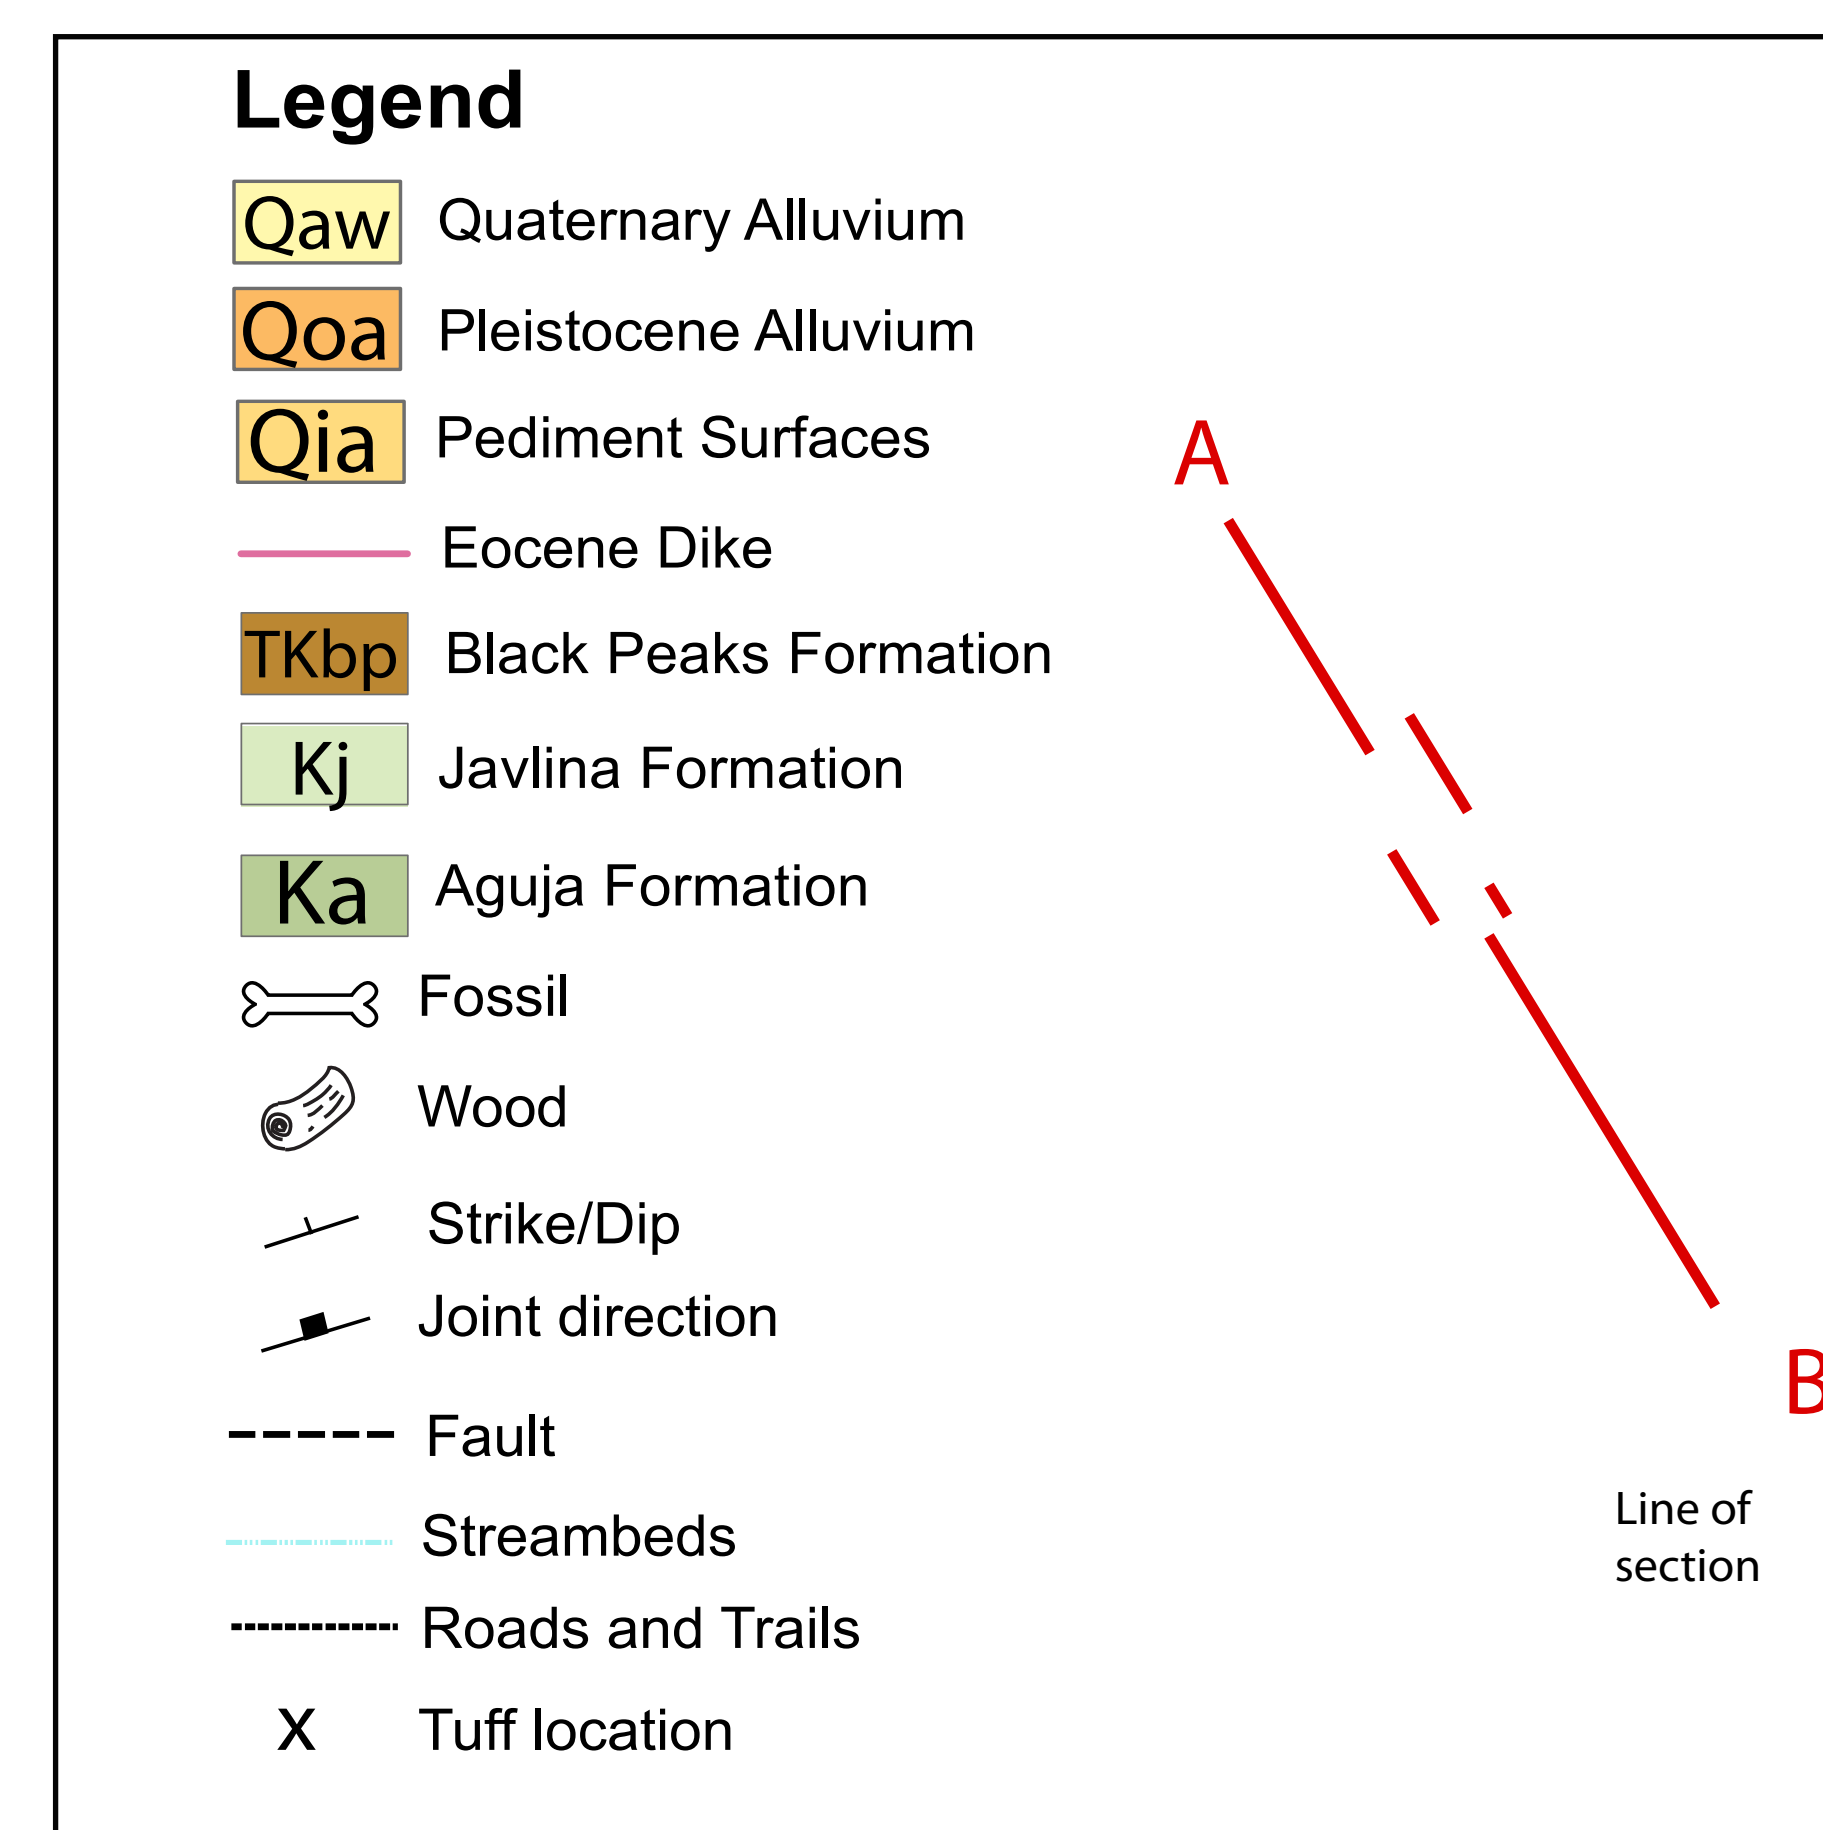 Legend
Qaw Quaternary Alluvium
Qoa Pleistocene Alluvium
Qia Pediment Surfaces
A
Eocene Dike
TKbp Black Peaks Formation
Kj Javlina Formation
Ka Aguja Formation
Fossil
Wood
Strike/Dip
Joint direction
B
Fault
Line of
section
Streambeds
Roads and Trails
x Tuff location